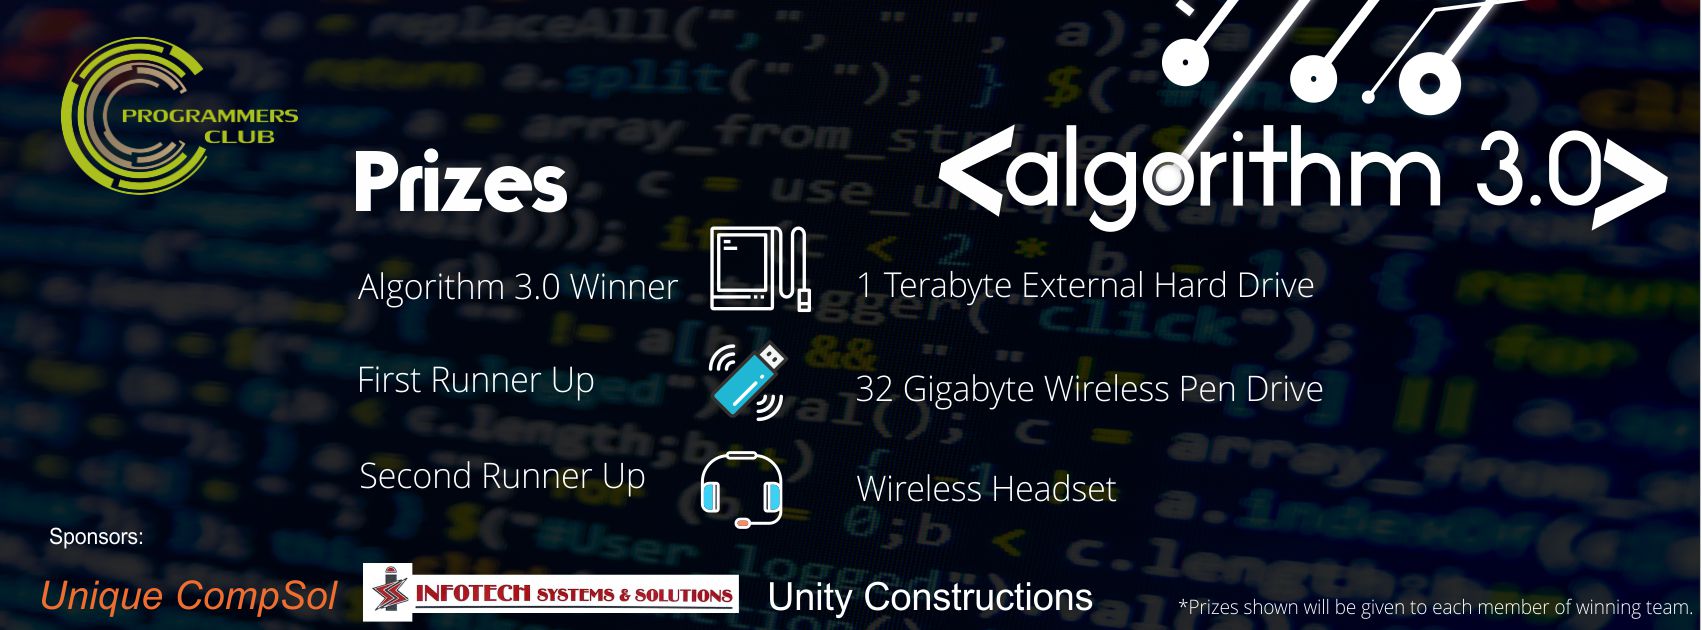 PROGRAMMERS
CLUB
<algorithm 3.0>
Prizes
Algorithm 3.0 Winner
1 Terabyte External Hard Drive
First Runner Up
32 Gigabyte Wireless Pen Drive
Second Runner Up
Wireless Headset
Sponsors:
Unique CompSol
INFOTECH SYSTEMS & SOLUTIONS
Unity Constructions
*Prizes shown will be given to each member of winning team.